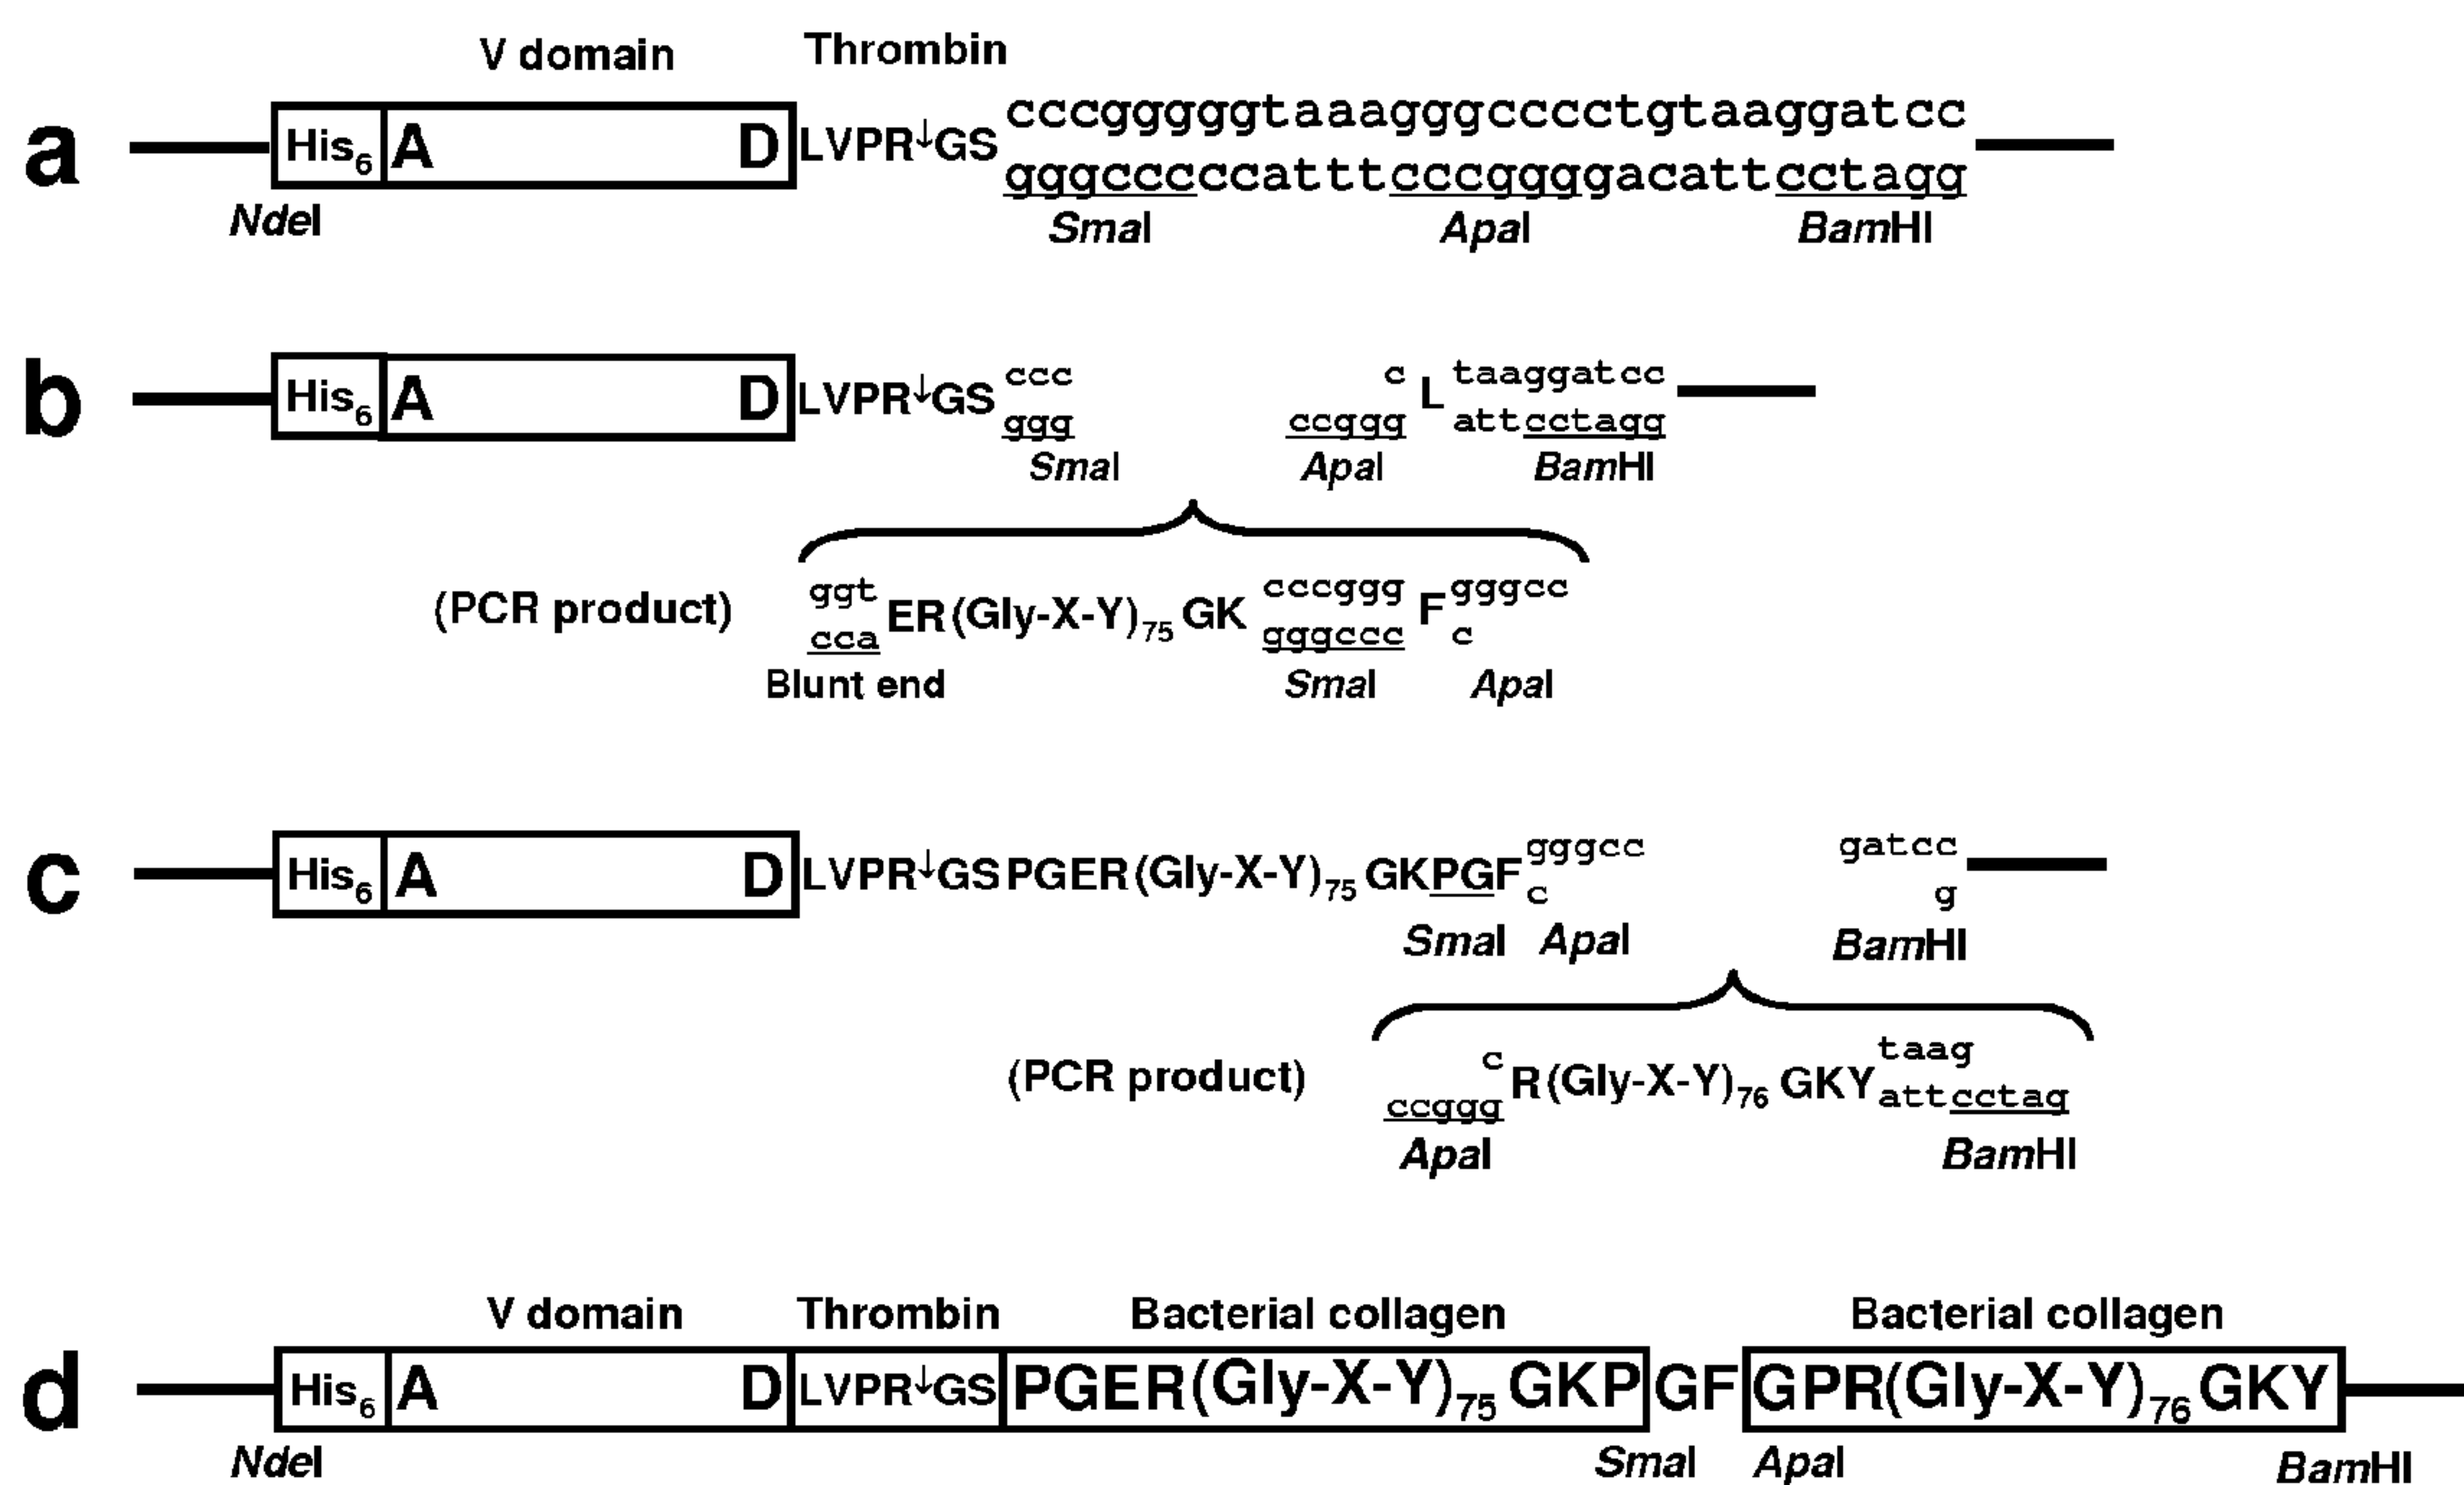 V domain Thrombin
a His6 A D LVPR↓GS cccgggggtaaagggcccctgtaaggatcc
gggcccccatttcccggggacattcctagg
NdeI SmaI ApaI BamHI
b His6 A D LVPR↓GS ccc c L taaggatcc
ggg ccggg attcctagg
SmaI ApaI BamHI
(PCR product) ggt ER(Gly-X-Y)75 GK cccggg F gggcc
cca gggccc c
Blunt end SmaI ApaI
c His6 A D LVPR↓GSPGER(Gly-X-Y)75 GKPGF gggcc gatcc
c g
SmaI ApaI BamHI
(PCR product) c R(Gly-X-Y)76 GKY taag
ccggg attcctag
ApaI BamHI
V domain Thrombin Bacterial collagen Bacterial collagen
d His6 A D LVPR↓GS PGER(Gly-X-Y)75 GKP GF GPR(Gly-X-Y)76 GKY
NdeI SmaI ApaI BamHI